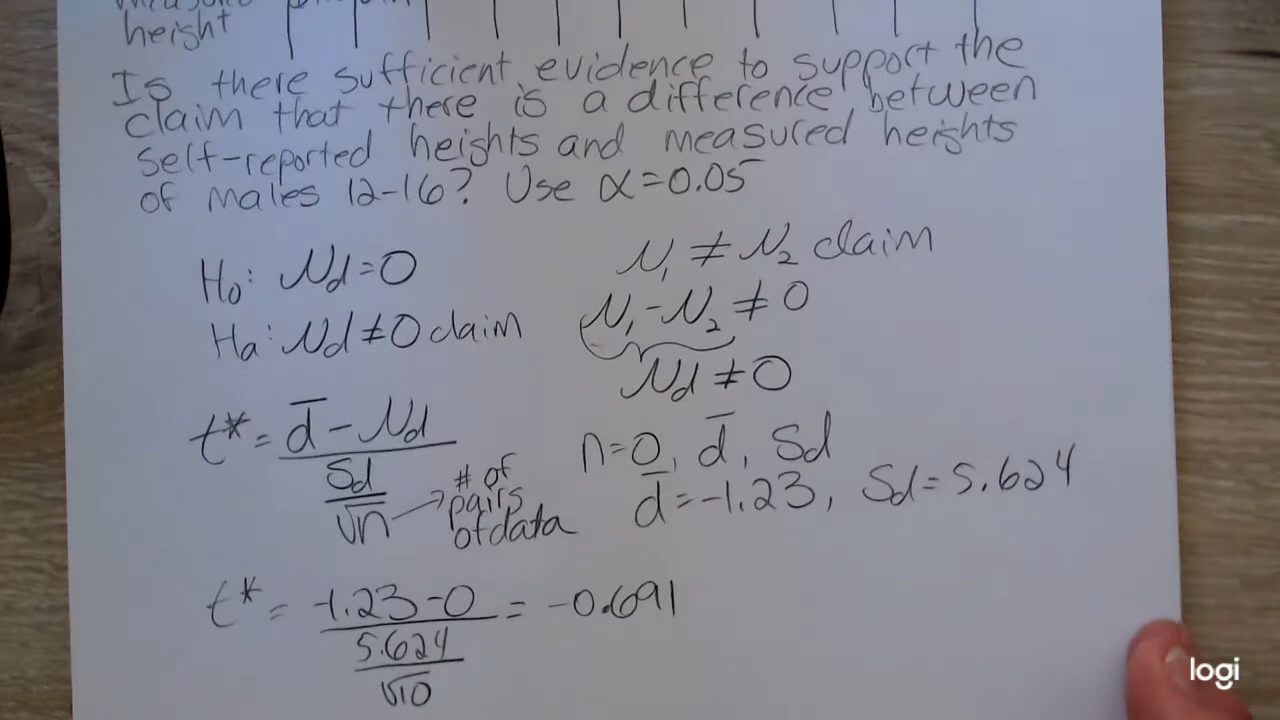 height
Is there sufficient evidence to support the
claim that there is a difference between
self-reported heights and measured heights
of males 12-16? Use α=0.05
H₀: μd=0
μ₁ ≠ μ₂ claim
Ha: μd≠0 claim
μ₁-μ₂ ≠ 0
μd ≠ 0
t* = d̄ - μd / Sd/√n → # of pairs of data
n=0, d̄, Sd
d̄ = -1.23, Sd = 5.624
t* = -1.23-0 / 5.624/√10 = -0.691
logi